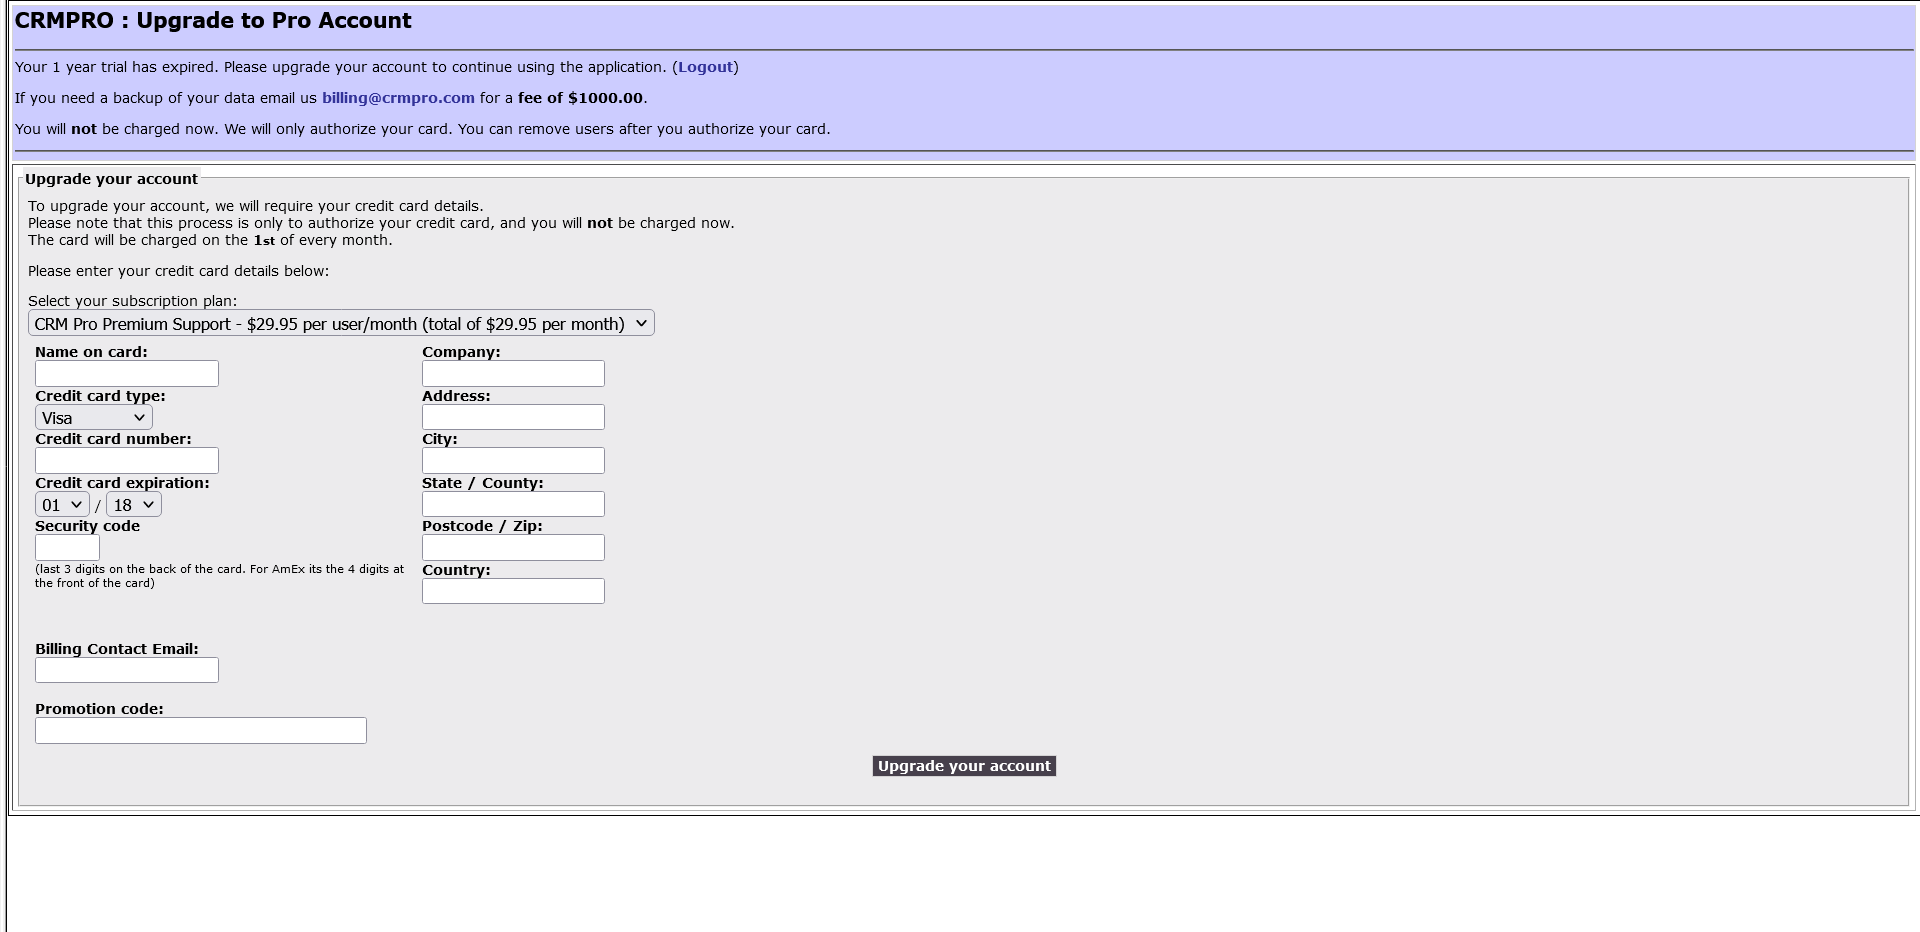 CRMPRO : Upgrade to Pro Account
Your 1 year trial has expired. Please upgrade your account to continue using the application. (Logout)
If you need a backup of your data email us billing@crmpro.com for a fee of $1000.00.
You will not be charged now. We will only authorize your card. You can remove users after you authorize your card.
Upgrade your account
To upgrade your account, we will require your credit card details.
Please note that this process is only to authorize your credit card, and you will not be charged now.
The card will be charged on the 1st of every month.
Please enter your credit card details below:
Select your subscription plan:
CRM Pro Premium Support - $29.95 per user/month (total of $29.95 per month)
Name on card:
Credit card type:
Visa
Credit card number:
Credit card expiration:
01 / 18
Security code
(last 3 digits on the back of the card. For AmEx its the 4 digits at
the front of the card)
Company:
Address:
City:
State / County:
Postcode / Zip:
Country:
Billing Contact Email:
Promotion code:
Upgrade your account